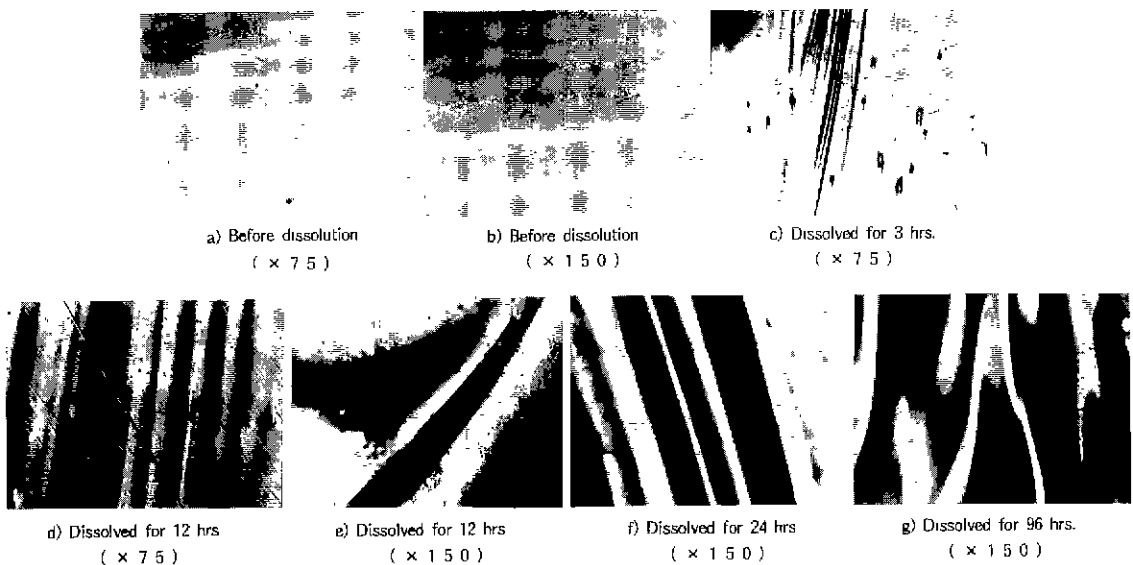 a) Before dissolution
( × 7 5 )
b) Before dissolution
( × 1 5 0 )
c) Dissolved for 3 hrs.
( × 7 5 )
d) Dissolved for 12 hrs
( × 7 5 )
e) Dissolved for 12 hrs
( × 1 5 0 )
f) Dissolved for 24 hrs
( × 1 5 0 )
g) Dissolved for 96 hrs.
( × 1 5 0 )